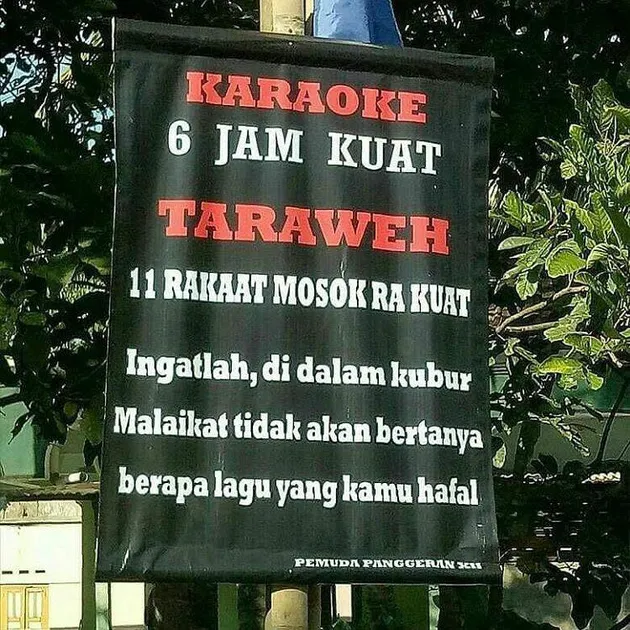 KARAOKE
6 JAM KUAT
TARAWEH
11 RAKAAT MOSOK RA KUAT
Ingatlah, di dalam kubur
Malaikat tidak akan bertanya
berapa lagu yang kamu hafal
PEMUDA PANGGERAN XII